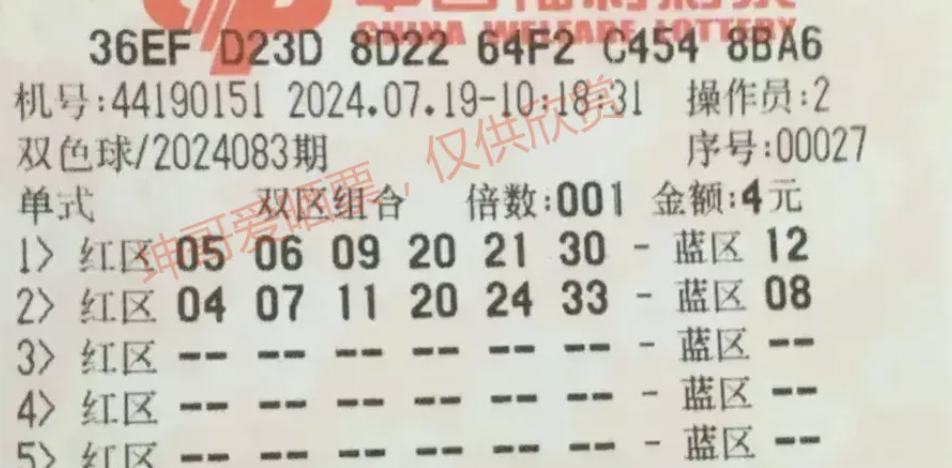 CHINA WELFARE LOTTERY
36EF D23D 8D22 64F2 C454 8BA6
机号:44190151 2024.07.19-10:18:31 操作员:2
双色球/2024083期 序号:00027
单式 双区组合 倍数:001 金额:4元
1> 红区 05 06 09 20 21 30 - 蓝区 12
2> 红区 04 07 11 20 24 33 - 蓝区 08
3> 红区 -- -- -- -- -- -- - 蓝区 --
4> 红区 -- -- -- -- -- -- - 蓝区 --
5> 红区 -- -- -- -- -- -- - 蓝区 --
坤哥爱晒票，仅供欣赏